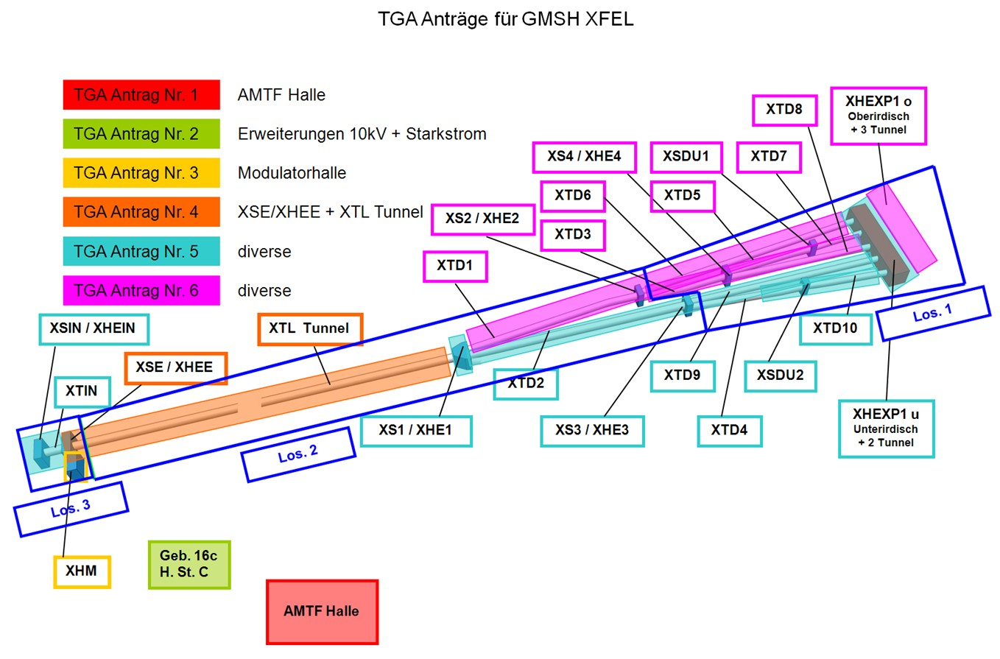 TGA Anträge für GMSH XFEL
TGA Antrag Nr. 1 AMTF Halle
TGA Antrag Nr. 2 Erweiterungen 10kV + Starkstrom
TGA Antrag Nr. 3 Modulatorhalle
TGA Antrag Nr. 4 XSE/XHEE + XTL Tunnel
TGA Antrag Nr. 5 diverse
TGA Antrag Nr. 6 diverse
XTD8
XHEXP1 o
Oberirdisch
+ 3 Tunnel
XS4 / XHE4
XSDU1
XTD7
XTD6
XTD5
XS2 / XHE2
XTD3
XTD1
XSIN / XHEIN
XTL Tunnel
XSE / XHEE
XTIN
Los. 1
XTD10
XTD2
XTD9
XSDU2
XS1 / XHE1
XS3 / XHE3
XTD4
XHEXP1 u
Unterirdisch
+ 2 Tunnel
Los. 2
Los. 3
XHM
Geb. 16c
H. St. C
AMTF Halle